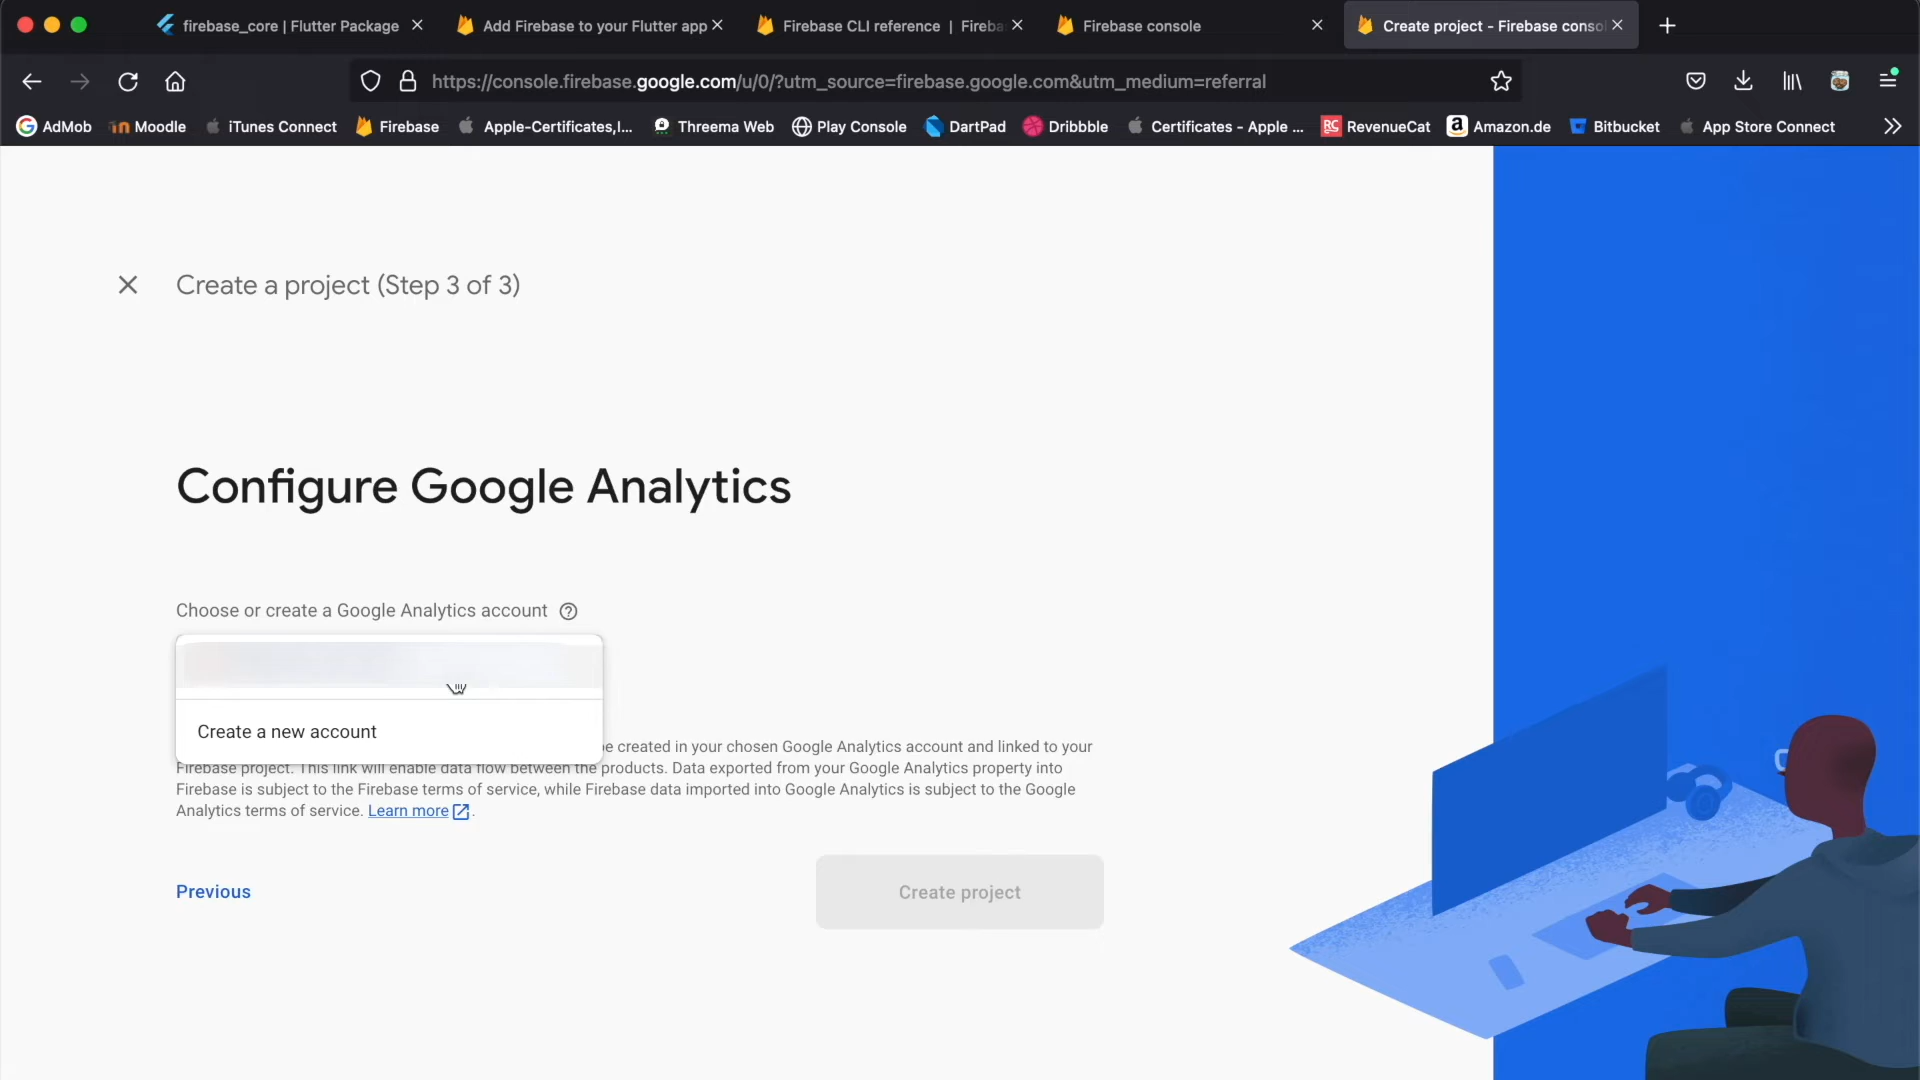 firebase_core | Flutter Package
Add Firebase to your Flutter app
Firebase CLI reference | Fireba
Firebase console
Create project - Firebase conso
https://console.firebase.google.com/u/0/?utm_source=firebase.google.com&utm_medium=referral
AdMob
Moodle
iTunes Connect
Firebase
Apple-Certificates,I...
Threema Web
Play Console
DartPad
Dribbble
Certificates - Apple ...
RC RevenueCat
Amazon.de
Bitbucket
App Store Connect
Create a project (Step 3 of 3)
Configure Google Analytics
Choose or create a Google Analytics account
Create a new account
be created in your chosen Google Analytics account and linked to your
Firebase project. This link will enable data flow between the products. Data exported from your Google Analytics property into
Firebase is subject to the Firebase terms of service, while Firebase data imported into Google Analytics is subject to the Google
Analytics terms of service. Learn more.
Previous
Create project